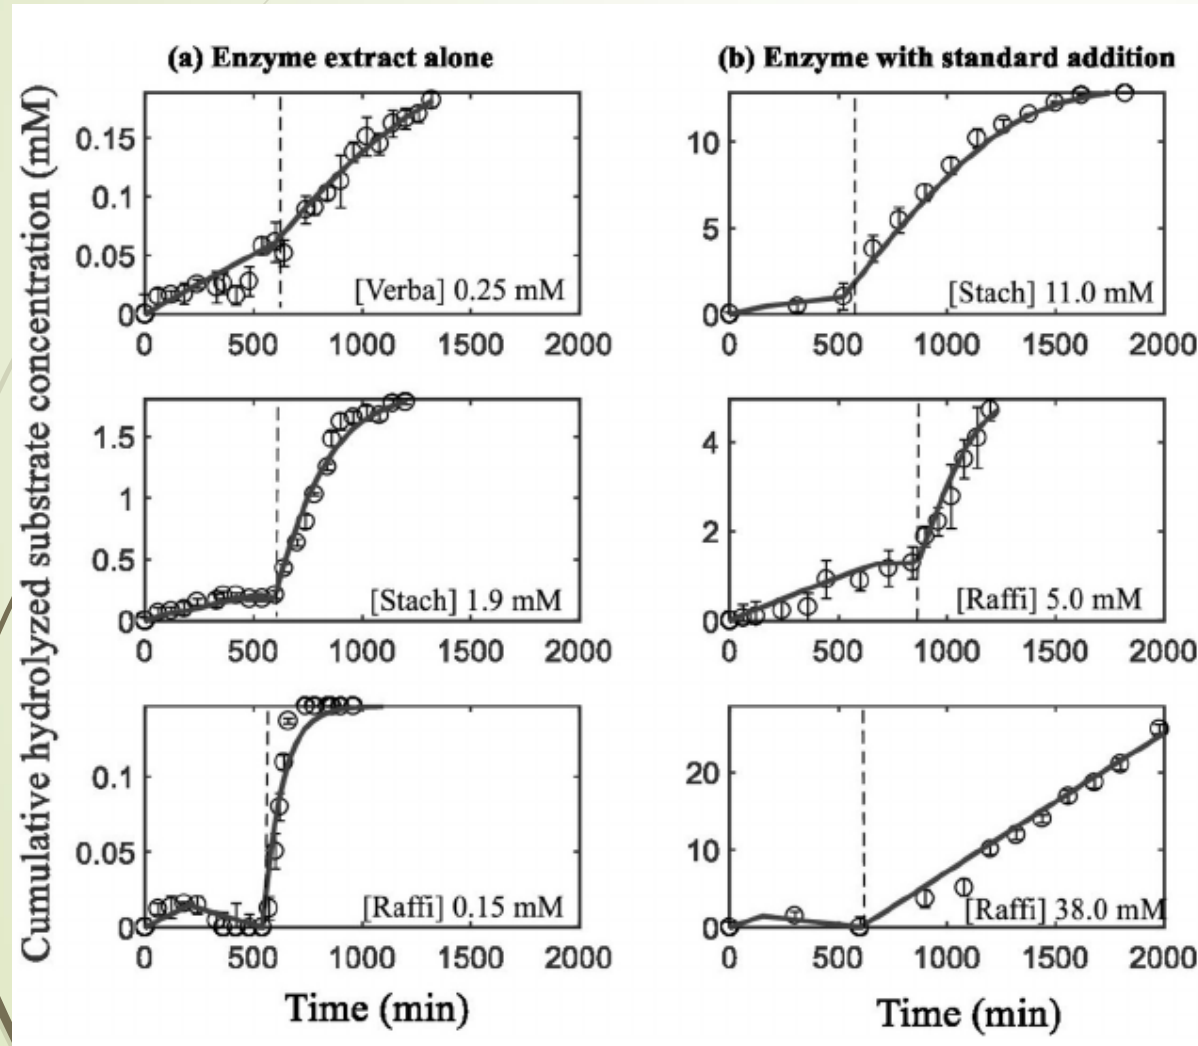 (a) Enzyme extract alone
(b) Enzyme with standard addition
Cumulative hydrolyzed substrate concentration (mM)
0.15
0.1
0.05
0
[Verba] 0.25 mM
0 500 1000 1500 2000
10
5
0
[Stach] 11.0 mM
0 500 1000 1500 2000
1.5
1
0.5
0
[Stach] 1.9 mM
0 500 1000 1500 2000
4
2
0
[Raffi] 5.0 mM
0 500 1000 1500 2000
0.1
0.05
0
[Raffi] 0.15 mM
0 500 1000 1500 2000
20
10
0
[Raffi] 38.0 mM
0 500 1000 1500 2000
Time (min)
Time (min)